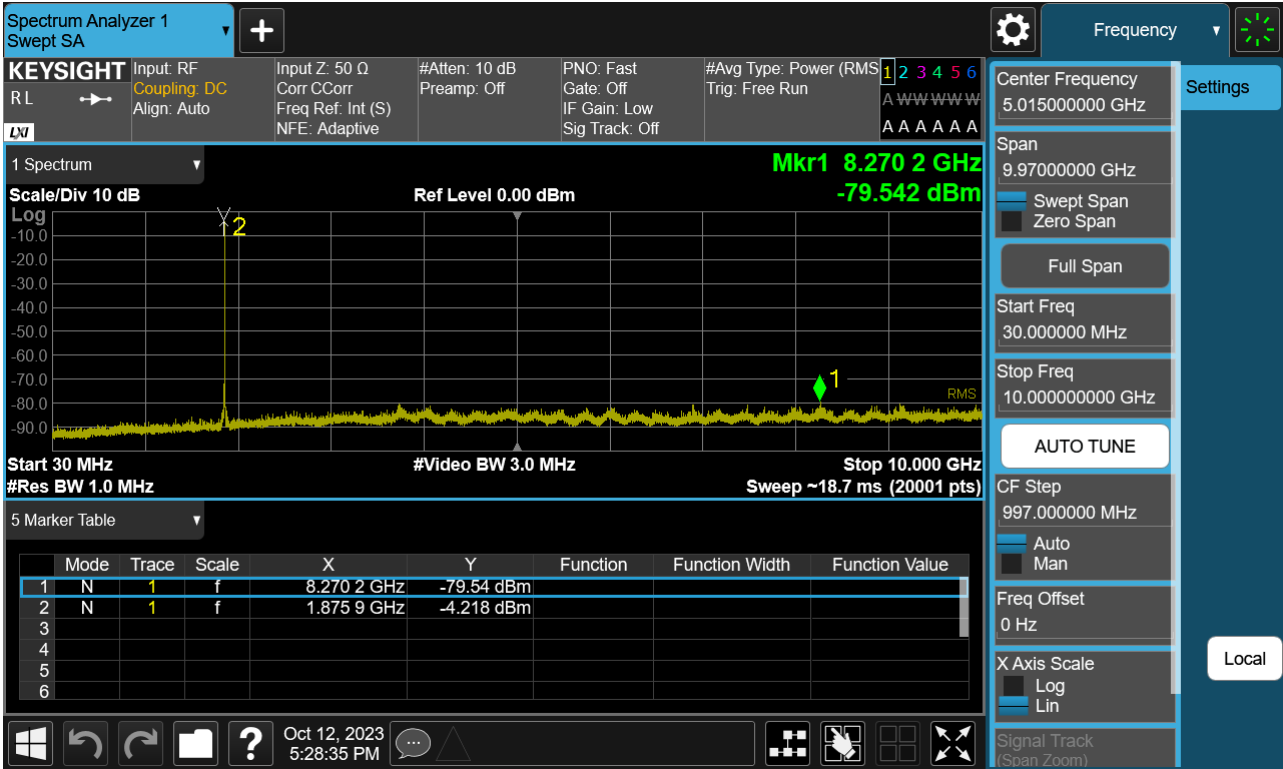 Spectrum Analyzer 1
Swept SA
Frequency
KEYSIGHT
R L
LXI
Input: RF
Coupling: DC
Align: Auto
Input Z: 50 Ω
Corr CCorr
Freq Ref: Int (S)
NFE: Adaptive
#Atten: 10 dB
Preamp: Off
PNO: Fast
Gate: Off
IF Gain: Low
Sig Track: Off
#Avg Type: Power (RMS
Trig: Free Run
1 2 3 4 5 6
A W W W W W
A A A A A A
1 Spectrum
Mkr1 8.270 2 GHz
-79.542 dBm
Scale/Div 10 dB
Ref Level 0.00 dBm
Log
-10.0
-20.0
-30.0
-40.0
-50.0
-60.0
-70.0
-80.0
-90.0
2
1
RMS
Start 30 MHz
#Video BW 3.0 MHz
Stop 10.000 GHz
#Res BW 1.0 MHz
Sweep ~18.7 ms (20001 pts)
5 Marker Table
Mode Trace Scale X Y Function Function Width Function Value
1 N 1 f 8.270 2 GHz -79.54 dBm
2 N 1 f 1.875 9 GHz -4.218 dBm
3
4
5
6
Oct 12, 2023
5:28:35 PM
Center Frequency
5.015000000 GHz
Settings
Span
9.97000000 GHz
Swept Span
Zero Span
Full Span
Start Freq
30.000000 MHz
Stop Freq
10.000000000 GHz
AUTO TUNE
CF Step
997.000000 MHz
Auto
Man
Freq Offset
0 Hz
X Axis Scale
Log
Lin
Local
Signal Track
(Span Zoom)